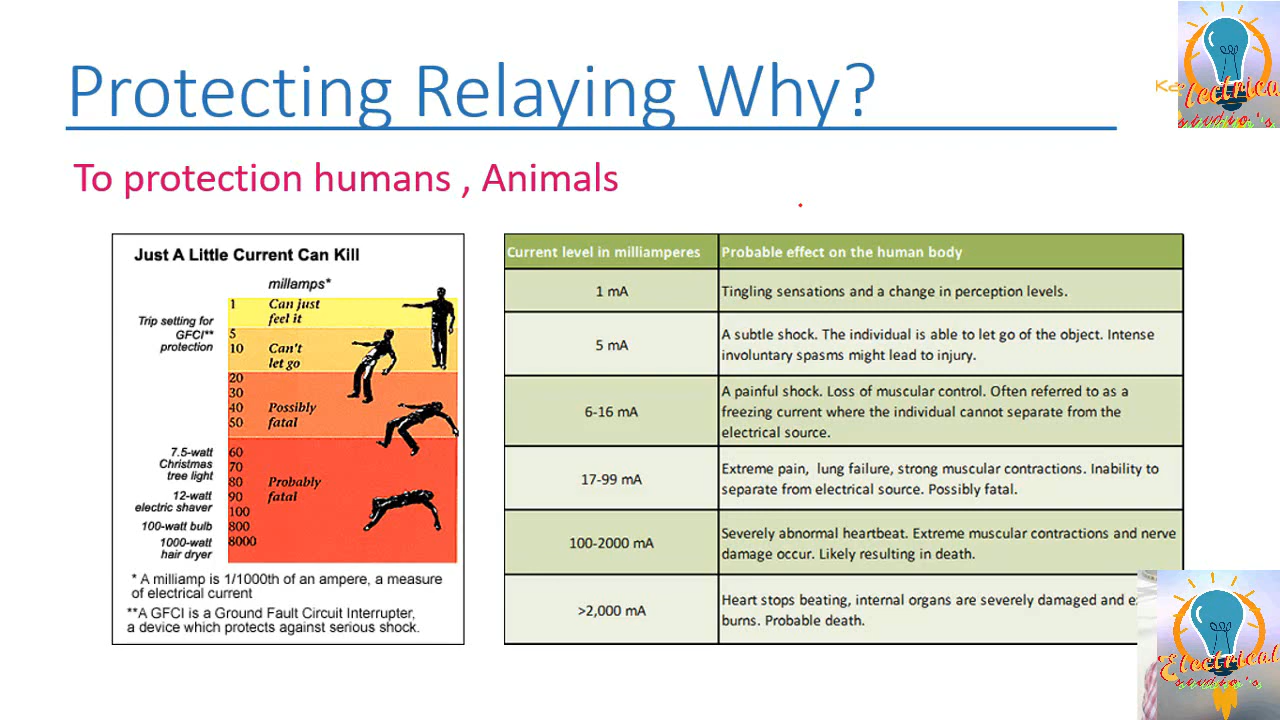 Protecting Relaying Why?
To protection humans , Animals
Just A Little Current Can Kill
millamps*
1 Can just
feel it
Trip setting for
GFCI**
protection
5
10 Can't
let go
20
30
40 Possibly
50 fatal
7.5-watt
Christmas
tree light
60
70
80 Probably
90 fatal
12-watt
electric shaver
100
100-watt bulb 800
1000-watt
hair dryer
8000
* A milliamp is 1/1000th of an ampere, a measure
of electrical current
**A GFCI is a Ground Fault Circuit Interrupter,
a device which protects against serious shock.
Current level in milliamperes Probable effect on the human body
1 mA Tingling sensations and a change in perception levels.
5 mA A subtle shock. The individual is able to let go of the object. Intense
involuntary spasms might lead to injury.
6-16 mA A painful shock. Loss of muscular control. Often referred to as a
freezing current where the individual cannot separate from the
electrical source.
17-99 mA Extreme pain, lung failure, strong muscular contractions. Inability to
separate from electrical source. Possibly fatal.
100-2000 mA Severely abnormal heartbeat. Extreme muscular contractions and nerve
damage occur. Likely resulting in death.
>2,000 mA Heart stops beating, internal organs are severely damaged and
burns. Probable death.
Electrical
studio's
Electrical
studio's